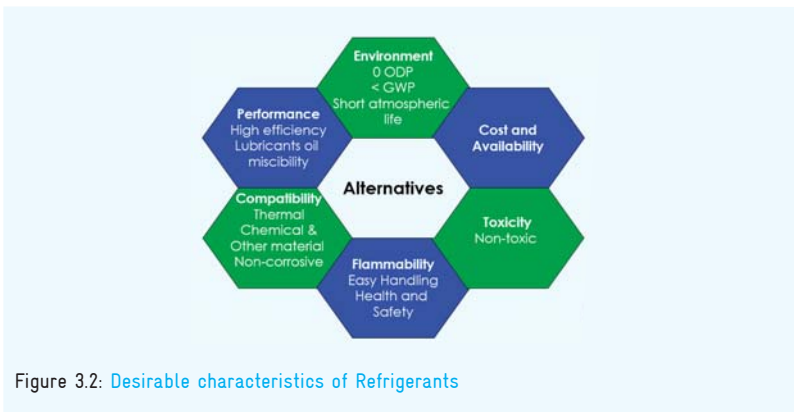 Environment
0 ODP
< GWP
Short atmospheric
life
Performance
High efficiency
Lubricants oil
miscibility
Cost and
Availability
Alternatives
Compatibility
Thermal
Chemical &
Other material
Non-corrosive
Toxicity
Non-toxic
Flammability
Easy Handling
Health and
Safety
Figure 3.2: Desirable characteristics of Refrigerants